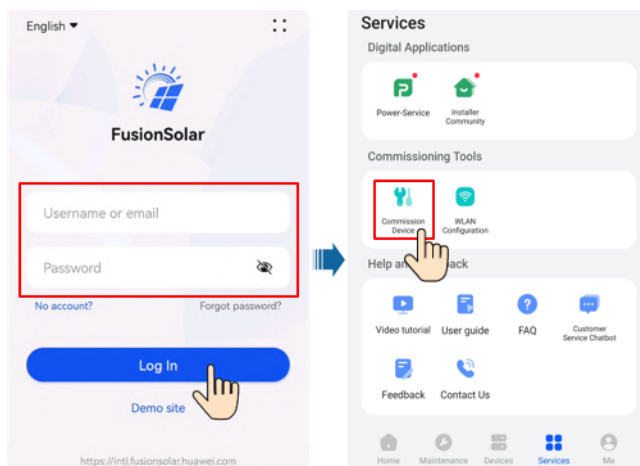 English
FusionSolar
Username or email
Password
No account?
Forgot password?
Log In
Demo site
https://intl.fusionsolar.huawei.com
Services
Digital Applications
Power-Service
Installer
Community
Commissioning Tools
Commission
Device
WLAN
Configuration
Help an
ack
Video tutorial
User guide
FAQ
Customer
Service Chatbot
Feedback
Contact Us
Home
Maintenance
Devices
Services
Me